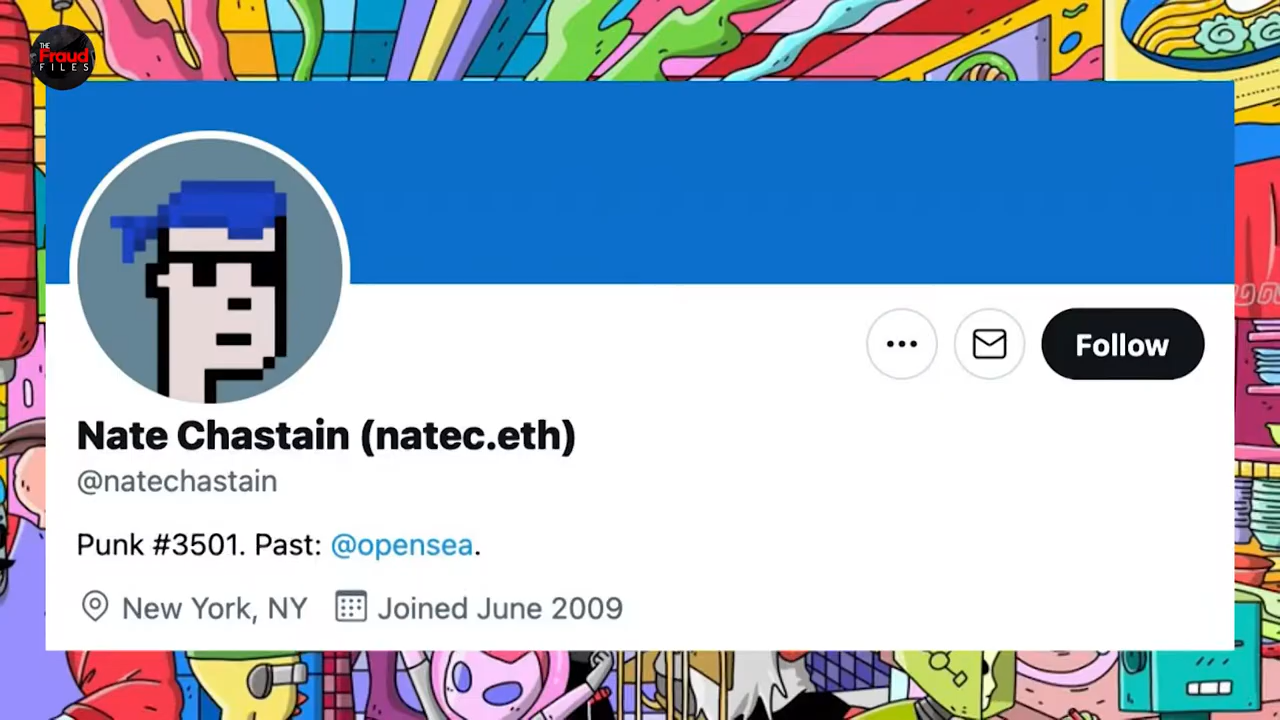 THE
Fraud
FILES
Follow
Nate Chastain (natec.eth)
@natechastain
Punk #3501. Past: @opensea.
New York, NY Joined June 2009